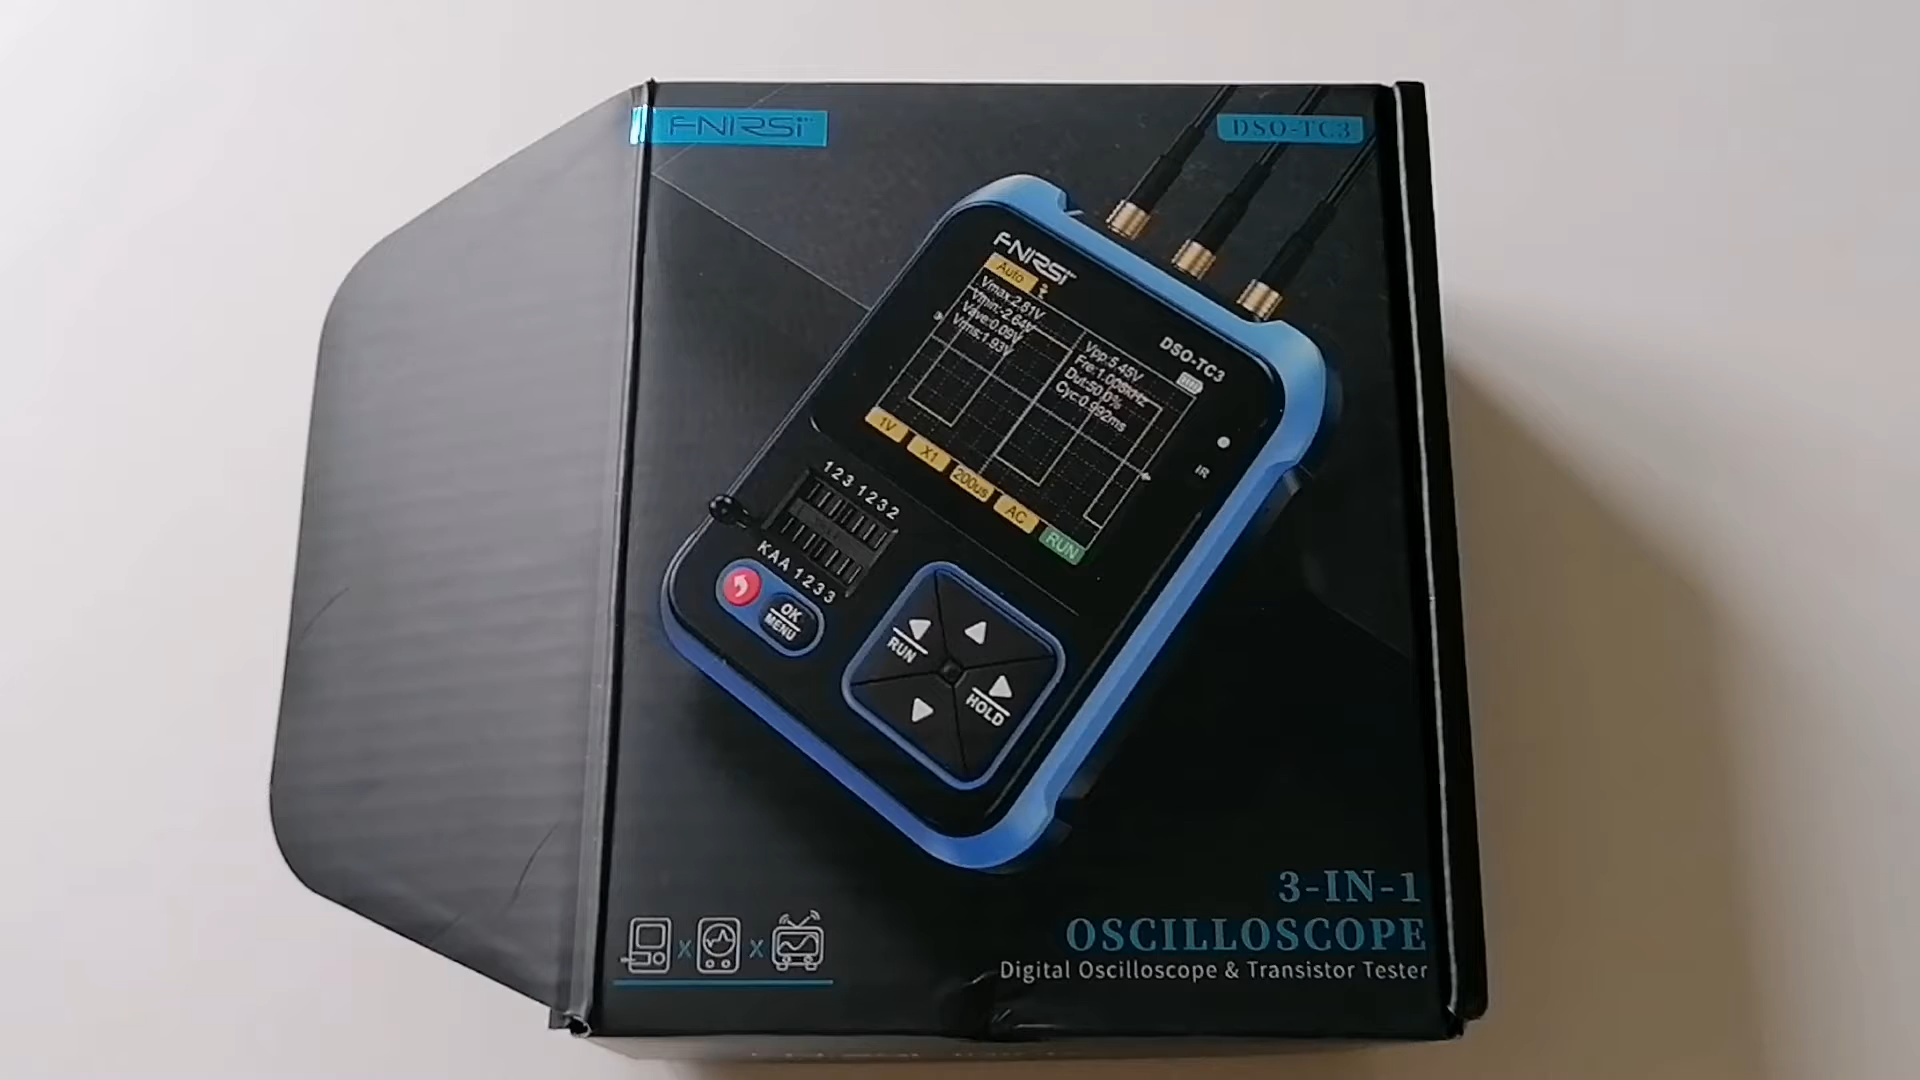 FNIRSI
DSO-TC3
FNIRSI
Auto
Vmax:2.81V
Vmin:-2.64V
Vave:0.09V
Vrms:1.93V
DSO-TC3
Vpp:5.45V
Fre:1.008kHz
Dut:50.0%
Cyc:0.992ms
IR
1V
X1
200us
AC
RUN
1 2 3 1 2 3 2
K A A 1 2 3 3
OK
MENU
RUN
HOLD
3-IN-1
OSCILLOSCOPE
Digital Oscilloscope & Transistor Tester
X X